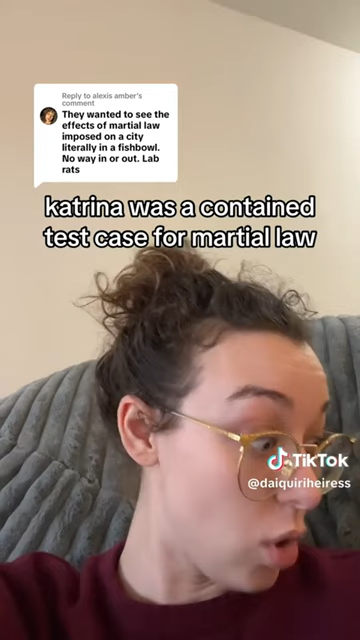 Reply to alexis amber's
comment
They wanted to see the
effects of martial law
imposed on a city
literally in a fishbowl.
No way in or out. Lab
rats
katrina was a contained
test case for martial law
TikTok
@daiquiriheiress